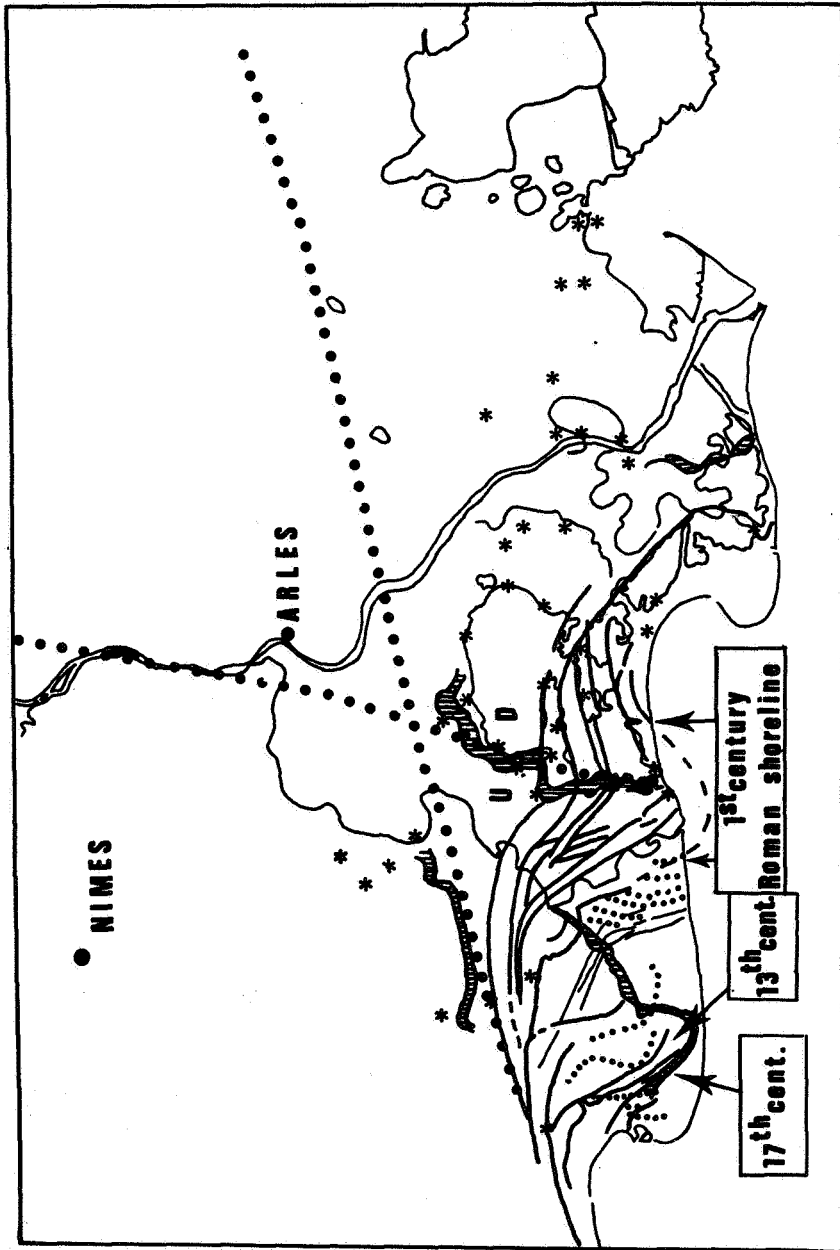 NIMES
ARLES
U D
1st century
Roman shoreline
13th cent.
17th cent.